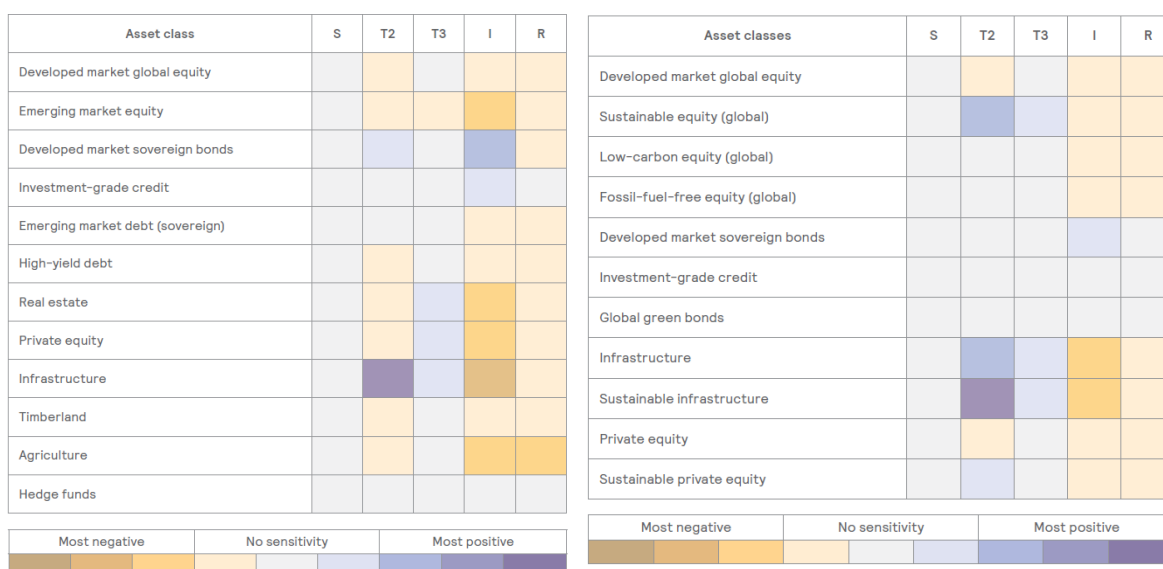 Asset class S T2 T3 I R
Developed market global equity
Emerging market equity
Developed market sovereign bonds
Investment-grade credit
Emerging market debt (sovereign)
High-yield debt
Real estate
Private equity
Infrastructure
Timberland
Agriculture
Hedge funds
Most negative No sensitivity Most positive
Asset classes S T2 T3 I R
Developed market global equity
Sustainable equity (global)
Low-carbon equity (global)
Fossil-fuel-free equity (global)
Developed market sovereign bonds
Investment-grade credit
Global green bonds
Infrastructure
Sustainable infrastructure
Private equity
Sustainable private equity
Most negative No sensitivity Most positive